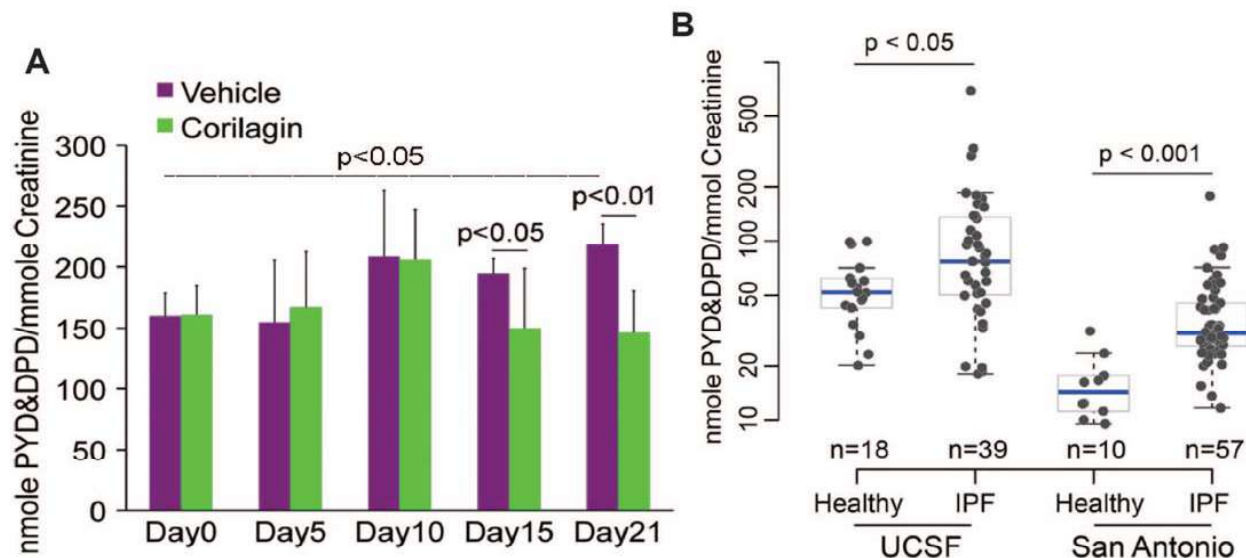 A
Vehicle
Corilagin
nmole PYD&DPD/mmole Creatinine
300
250
200
150
100
50
0
p<0.05
p<0.05
p<0.01
Day0 Day5 Day10 Day15 Day21
B
p < 0.05
p < 0.001
nmole PYD&DPD/mmol Creatinine
500
200
100
50
20
10
n=18 n=39 n=10 n=57
Healthy IPF Healthy IPF
UCSF San Antonio